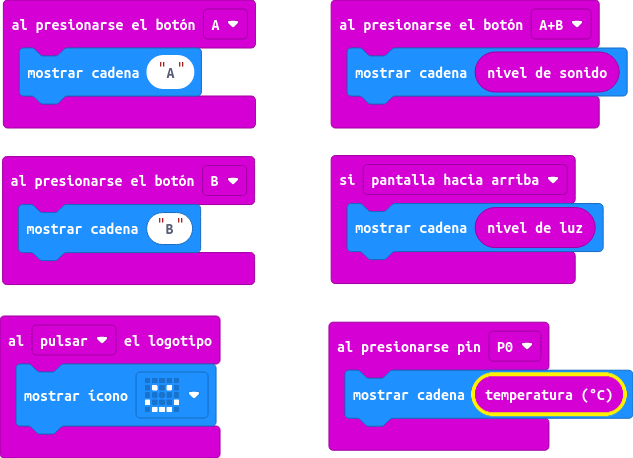 al presionarse el botón A
mostrar cadena "A"
al presionarse el botón A+B
mostrar cadena nivel de sonido
al presionarse el botón B
mostrar cadena "B"
si pantalla hacia arriba
mostrar cadena nivel de luz
al pulsar el logotipo
mostrar ícono
al presionarse pin P0
mostrar cadena temperatura (°C)